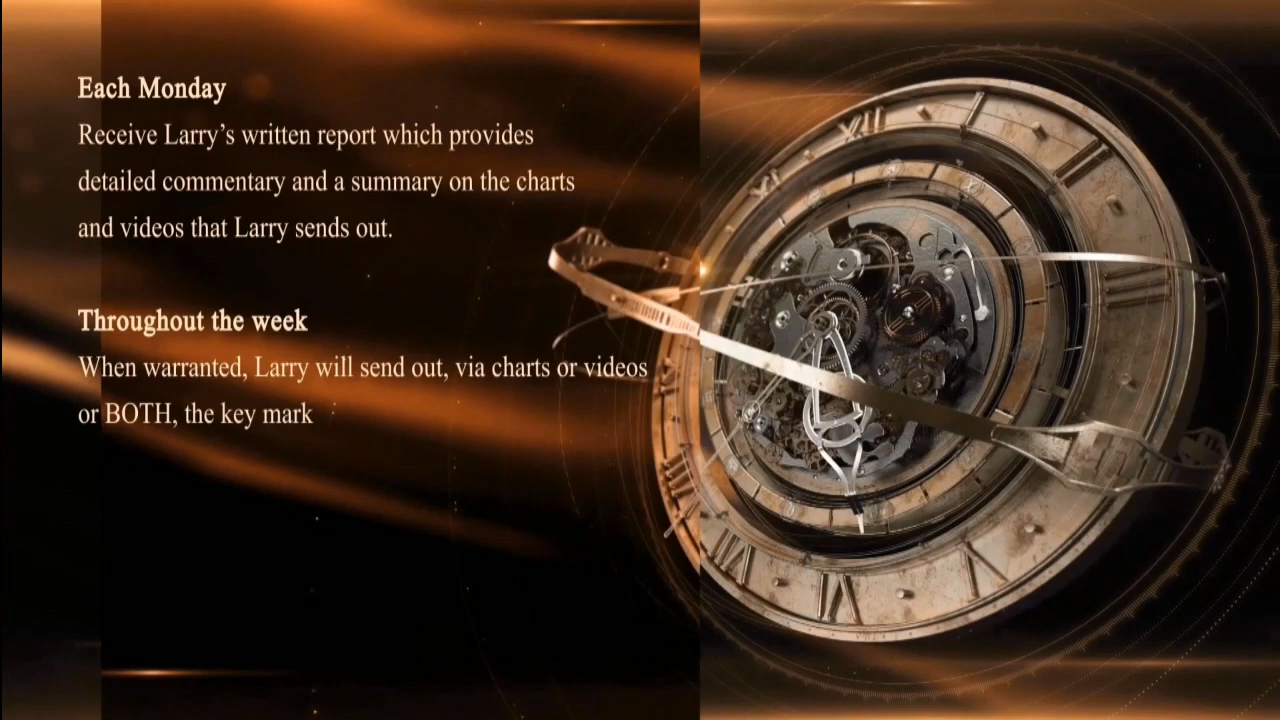 Each Monday
Receive Larry’s written report which provides
detailed commentary and a summary on the charts
and videos that Larry sends out.
Throughout the week
When warranted, Larry will send out, via charts or videos
or BOTH, the key mark